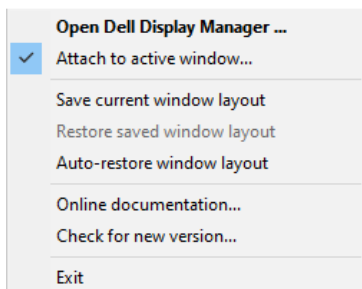 Open Dell Display Manager ...
Attach to active window...
Save current window layout
Restore saved window layout
Auto-restore window layout
Online documentation...
Check for new version...
Exit